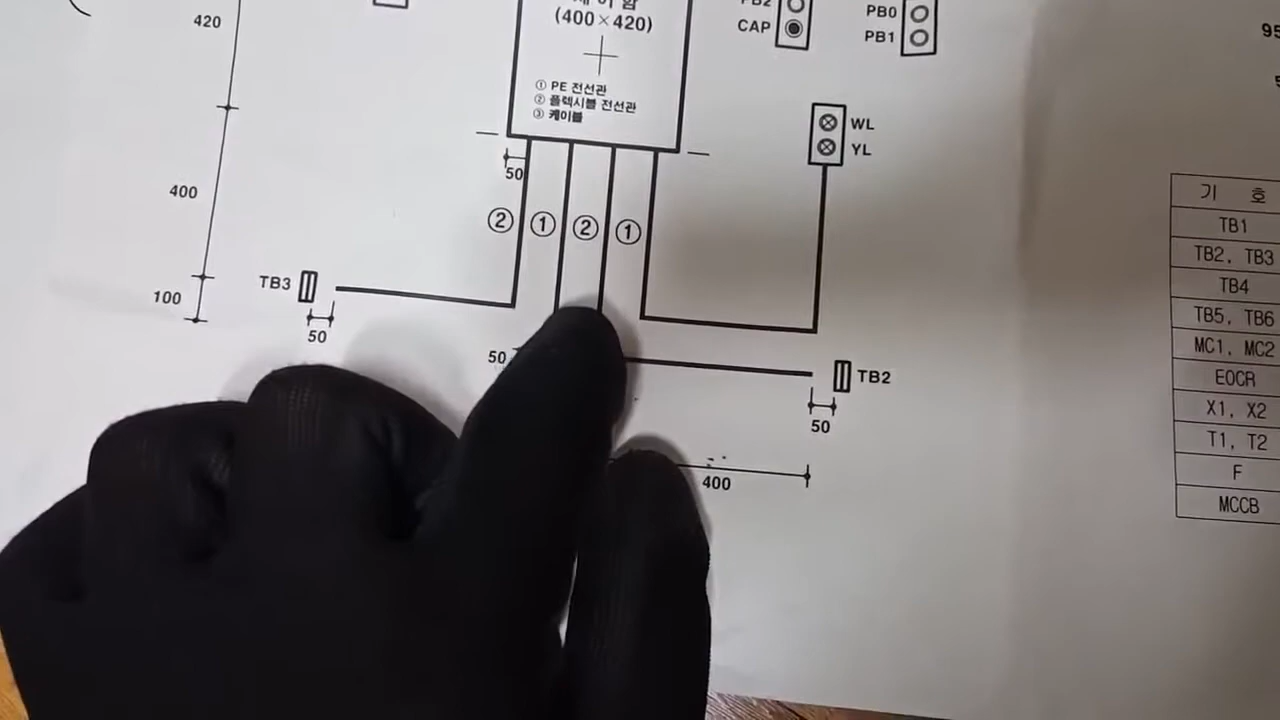 420
(400×420)
① PE 전선관
② 플렉시블 전선관
③ 케이블
CAP
PB0
PB1
WL
YL
50
400
② ① ② ①
TB3
100
50
50
TB2
50
400
기 호
TB1
TB2, TB3
TB4
TB5, TB6
MC1, MC2
EOCR
X1, X2
T1, T2
F
MCCB